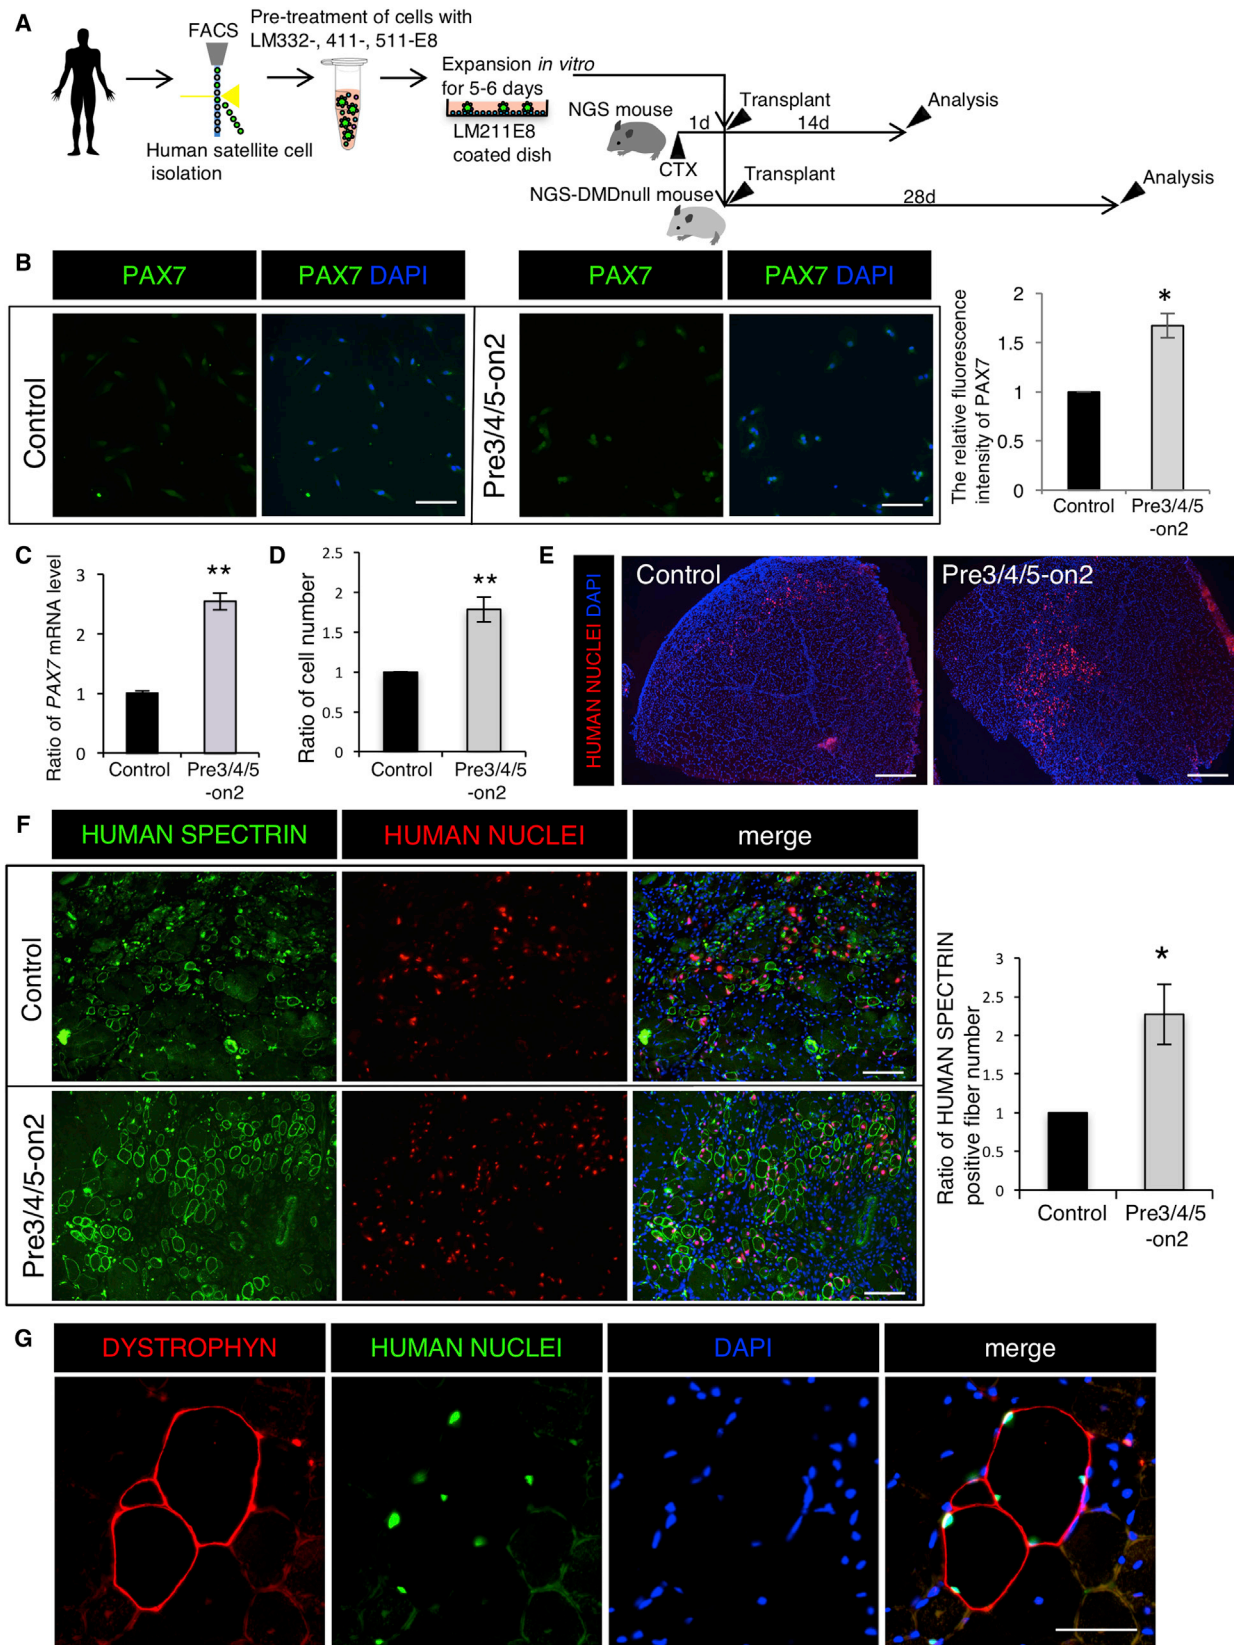 A
FACS
Pre-treatment of cells with
LM332-, 411-, 511-E8
Human satellite cell
isolation
Expansion in vitro
for 5-6 days
LM211E8
coated dish
NGS mouse
1d
CTX
Transplant
14d
Analysis
NGS-DMDnull mouse
Transplant
28d
Analysis
B
PAX7
PAX7 DAPI
PAX7
PAX7 DAPI
Control
Pre3/4/5-on2
The relative fluorescence
intensity of PAX7
2
1.5
1
0.5
0
*
Control
Pre3/4/5
-on2
C
Ratio of PAX7 mRNA level
3
2
1
0
**
Control
Pre3/4/5
-on2
D
Ratio of cell number
2.5
2
1.5
1
0.5
0
**
Control
Pre3/4/5
-on2
E
HUMAN NUCLEI DAPI
Control
Pre3/4/5-on2
F
HUMAN SPECTRIN
HUMAN NUCLEI
merge
Control
Pre3/4/5-on2
Ratio of HUMAN SPECTRIN
positive fiber number
3
2.5
2
1.5
1
0.5
0
*
Control
Pre3/4/5
-on2
G
DYSTROPHYN
HUMAN NUCLEI
DAPI
merge